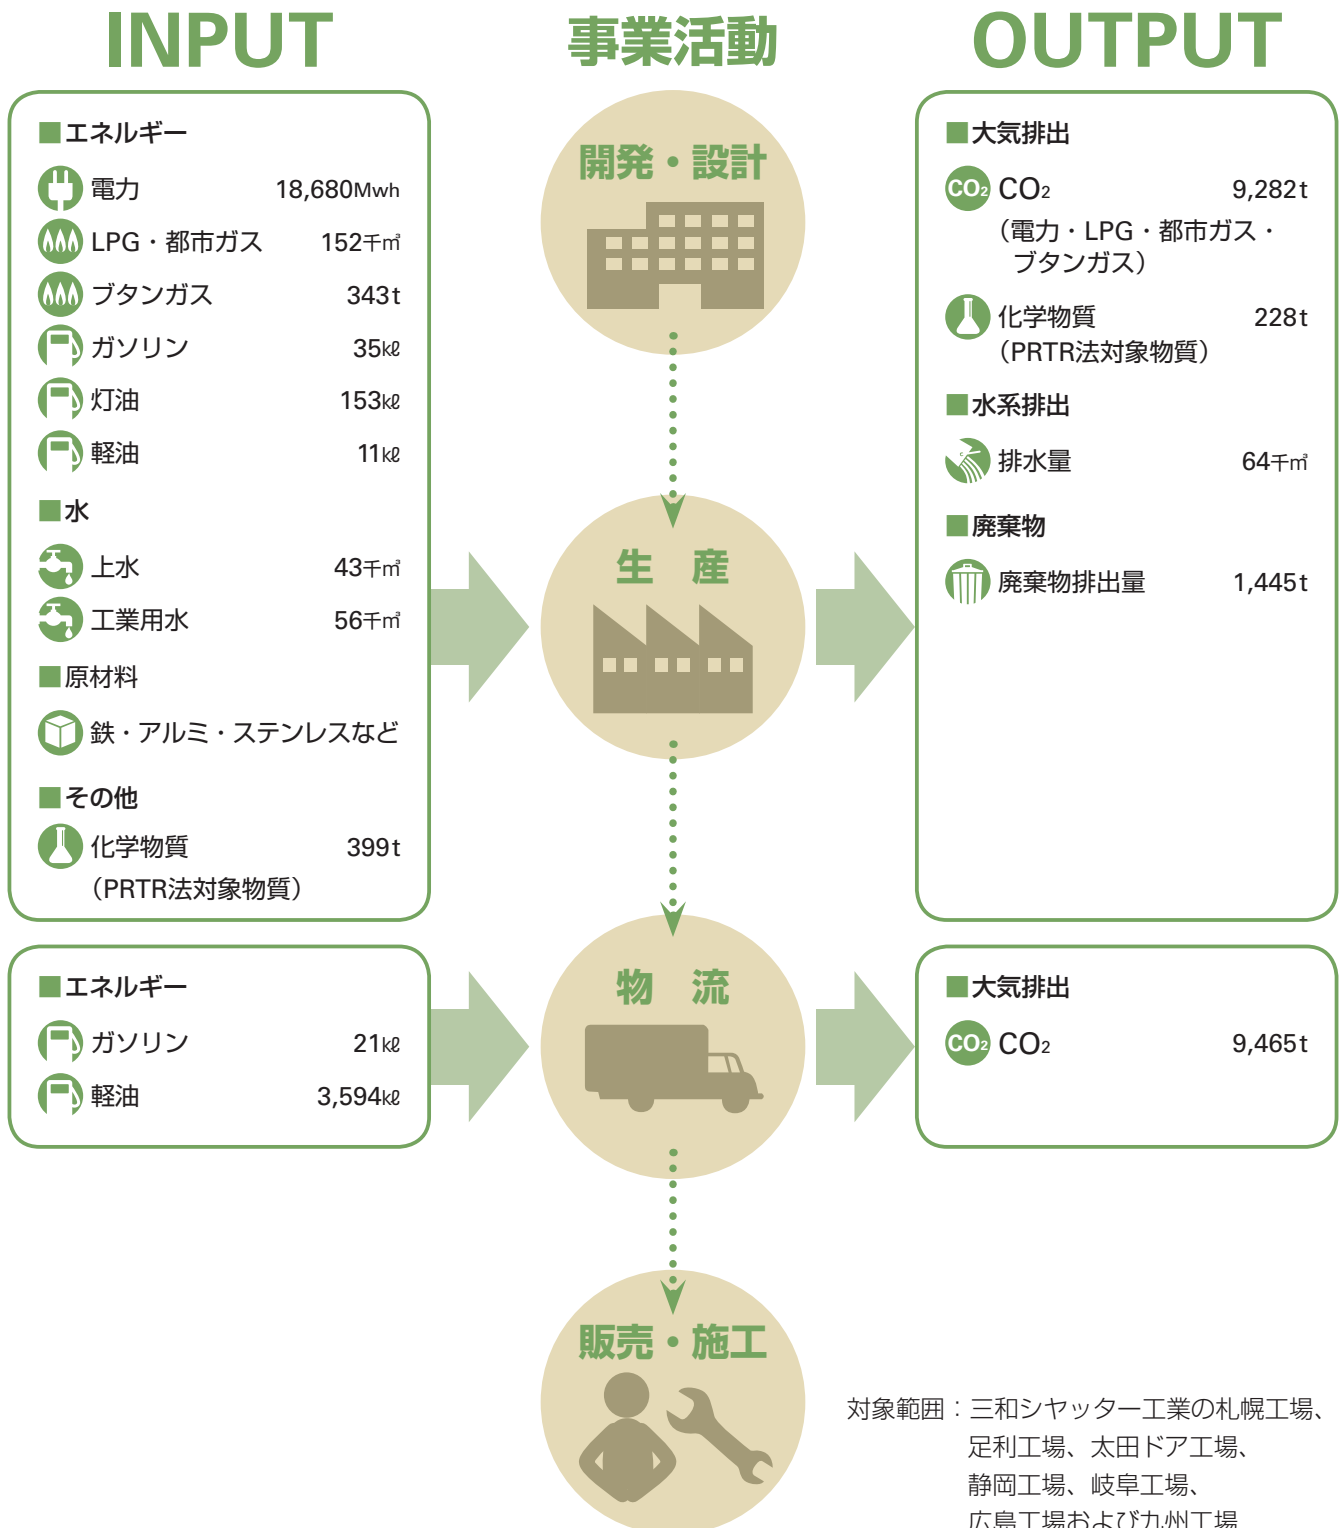 INPUT
事業活動
OUTPUT
■エネルギー
電力 18,680Mwh
LPG・都市ガス 152千㎥
ブタンガス 343t
ガソリン 35㎘
灯油 153㎘
軽油 11㎘
■水
上水 43千㎥
工業用水 56千㎥
■原材料
鉄・アルミ・ステンレスなど
■その他
化学物質 399t
（PRTR法対象物質）
開発・設計
生 産
■大気排出
CO₂ CO₂ 9,282t
（電力・LPG・都市ガス・
ブタンガス）
化学物質 228t
（PRTR法対象物質）
■水系排出
排水量 64千㎥
■廃棄物
廃棄物排出量 1,445t
■エネルギー
ガソリン 21㎘
軽油 3,594㎘
物 流
■大気排出
CO₂ CO₂ 9,465t
販売・施工
対象範囲：三和シヤッター工業の札幌工場、
足利工場、太田ドア工場、
静岡工場、岐阜工場、
広島工場および九州工場